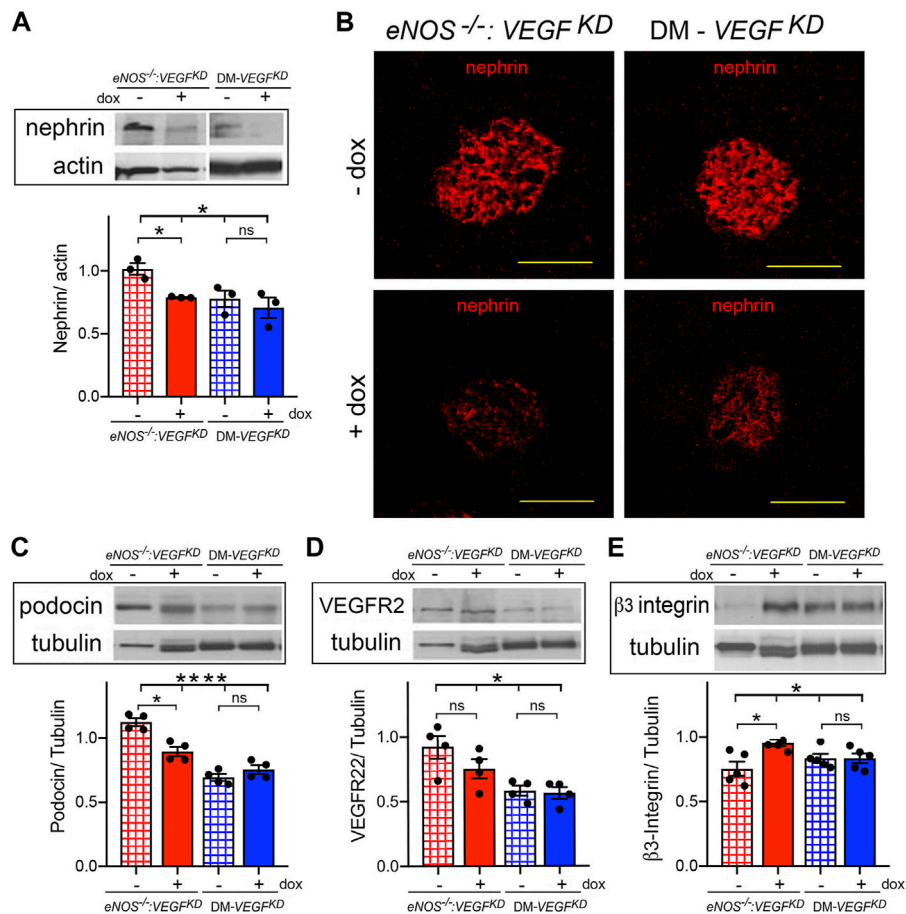 A
eNOS-/-:VEGFKD DM-VEGFKD
dox - + - +
nephrin
actin
*
* ns
Nephrin/ actin
1.0
0.5
0.0
- + - + dox
eNOS-/-:VEGFKD DM-VEGFKD
B
eNOS -/-: VEGF KD DM - VEGF KD
- dox
nephrin nephrin
+ dox
nephrin nephrin
C
eNOS-/-:VEGFKD DM-VEGFKD
dox - + - +
podocin
tubulin
****
* ns
Podocin/ Tubulin
1.0
0.5
0.0
- + - + dox
eNOS-/-:VEGFKD DM-VEGFKD
D
eNOS-/-:VEGFKD DM-VEGFKD
dox - + - +
VEGFR2
tubulin
*
ns ns
VEGFR22/ Tubulin
1.0
0.5
0.0
- + - + dox
eNOS-/-:VEGFKD DM-VEGFKD
E
eNOS-/-:VEGFKD DM-VEGFKD
dox - + - +
β3 integrin
tubulin
*
* ns
β3-Integrin/ Tubulin
1.0
0.5
0.0
- + - + dox
eNOS-/-:VEGFKD DM-VEGFKD